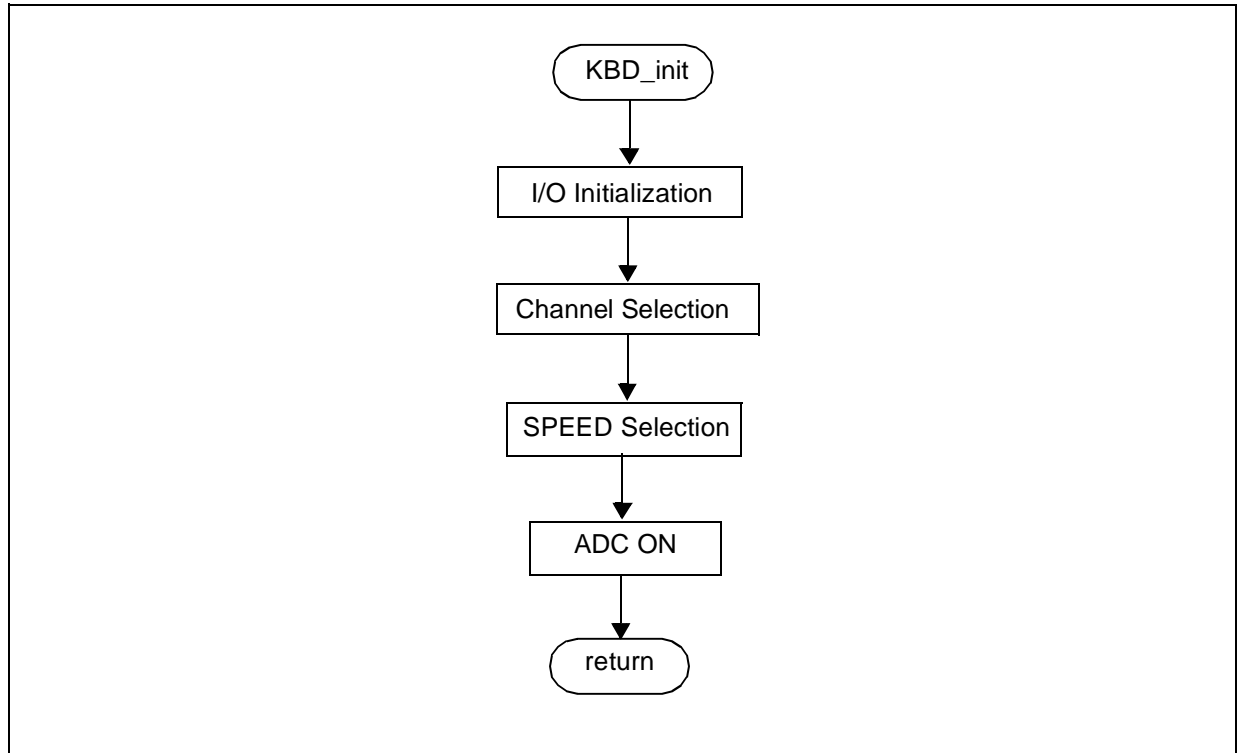 KBD_init
I/O Initialization
Channel Selection
SPEED Selection
ADC ON
return